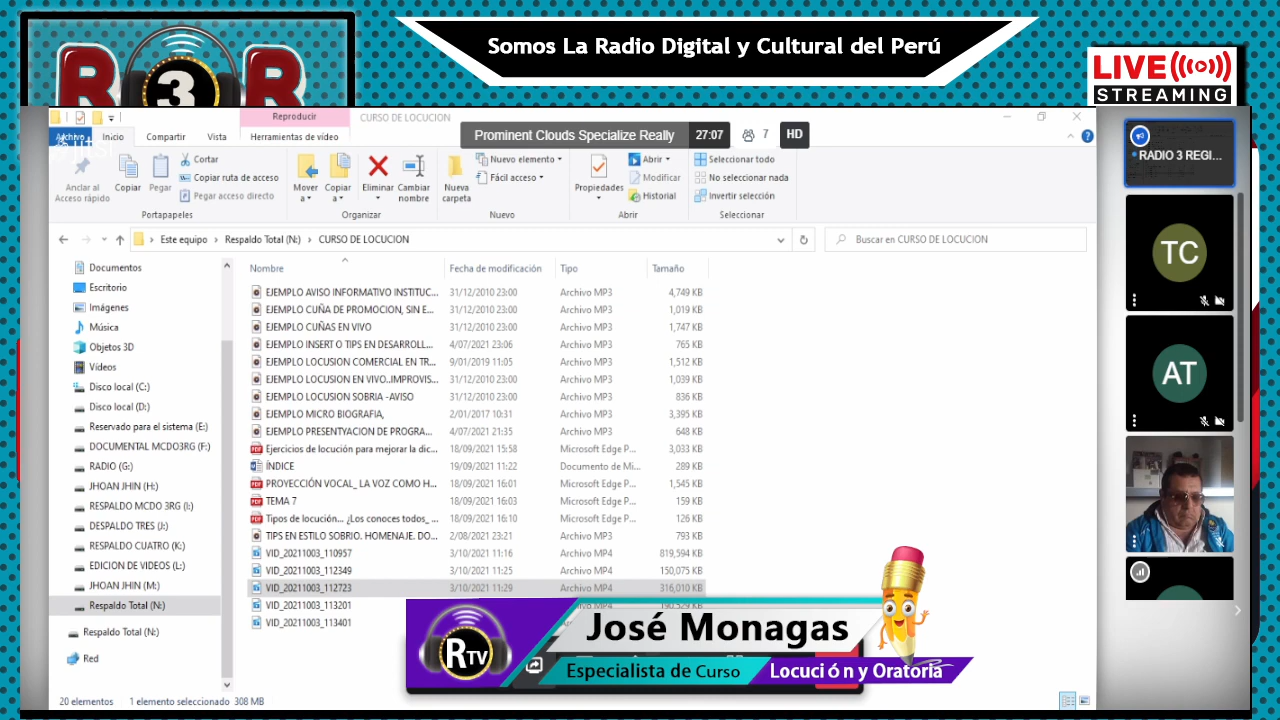 Somos La Radio Digital y Cultural del Perú
R 3 R
LIVE
STREAMING
Reproducir
CURSO DE LOCUCION
Archivo
Inicio
Compartir
Vista
Herramientas de vídeo
Prominent Clouds Specialize Really
27:07
7
HD
Anclar al
Acceso rápido
Copiar
Pegar
Cortar
Copiar ruta de acceso
Pegar acceso directo
Portapapeles
Mover
a
Copiar
a
Eliminar
Cambiar
nombre
Organizar
Nueva
carpeta
Nuevo elemento
Fácil acceso
Nuevo
Propiedades
Abrir
Modificar
Historial
Abrir
Seleccionar todo
No seleccionar nada
Invertir selección
Seleccionar
Este equipo › Respaldo Total (N:) › CURSO DE LOCUCION
Buscar en CURSO DE LOCUCION
Documentos
Escritorio
Imágenes
Música
Objetos 3D
Vídeos
Disco local (C:)
Disco local (D:)
Reservado para el sistema (E:)
DOCUMENTAL MCDO3RG (F:)
RADIO (G:)
JHOAN JHIN (H:)
RESPALDO MCDO 3RG (I:)
DESPALDO TRES (J:)
RESPALDO CUATRO (K:)
EDICION DE VIDEOS (L:)
JHOAN JHIN (M:)
Respaldo Total (N:)
Respaldo Total (N:)
Red
Nombre Fecha de modificación Tipo Tamaño
EJEMPLO AVISO INFORMATIVO INSTITUC... 31/12/2010 23:00 Archivo MP3 4,749 KB
EJEMPLO CUÑA DE PROMOCION, SIN E... 31/12/2010 23:00 Archivo MP3 1,019 KB
EJEMPLO CUÑAS EN VIVO 31/12/2010 23:00 Archivo MP3 1,747 KB
EJEMPLO INSERT O TIPS EN DESARROLL... 4/07/2021 23:06 Archivo MP3 765 KB
EJEMPLO LOCUSION COMERCIAL EN TR... 9/01/2019 11:05 Archivo MP3 1,512 KB
EJEMPLO LOCUSION EN VIVO..IMPROVIS... 31/12/2010 23:00 Archivo MP3 1,039 KB
EJEMPLO LOCUSION SOBRIA -AVISO 31/12/2010 23:00 Archivo MP3 836 KB
EJEMPLO MICRO BIOGRAFIA, 2/01/2017 10:31 Archivo MP3 3,395 KB
EJEMPLO PRESENTYACION DE PROGRA... 4/07/2021 21:35 Archivo MP3 648 KB
Ejercicios de locución para mejorar la dic... 18/09/2021 15:58 Microsoft Edge P... 3,033 KB
ÍNDICE 19/09/2021 11:22 Documento de Mi... 289 KB
PROYECCIÓN VOCAL_ LA VOZ COMO H... 18/09/2021 16:01 Microsoft Edge P... 1,545 KB
TEMA 7 18/09/2021 16:03 Microsoft Edge P... 159 KB
Tipos de locución... ¿Los conoces todos_ ... 18/09/2021 16:10 Microsoft Edge P... 126 KB
TIPS EN ESTILO SOBRIO. HOMENAJE. DO... 2/08/2021 23:21 Archivo MP3 793 KB
VID_20211003_110957 3/10/2021 11:16 Archivo MP4 819,594 KB
VID_20211003_112349 3/10/2021 11:25 Archivo MP4 150,075 KB
VID_20211003_112723 3/10/2021 11:29 Archivo MP4 316,010 KB
VID_20211003_113201
VID_20211003_113401
20 elementos 1 elemento seleccionado 308 MB
RADIO 3 REGI...
TC
AT
RTV
José Monagas
Especialista de Curso
Locución y Oratoria